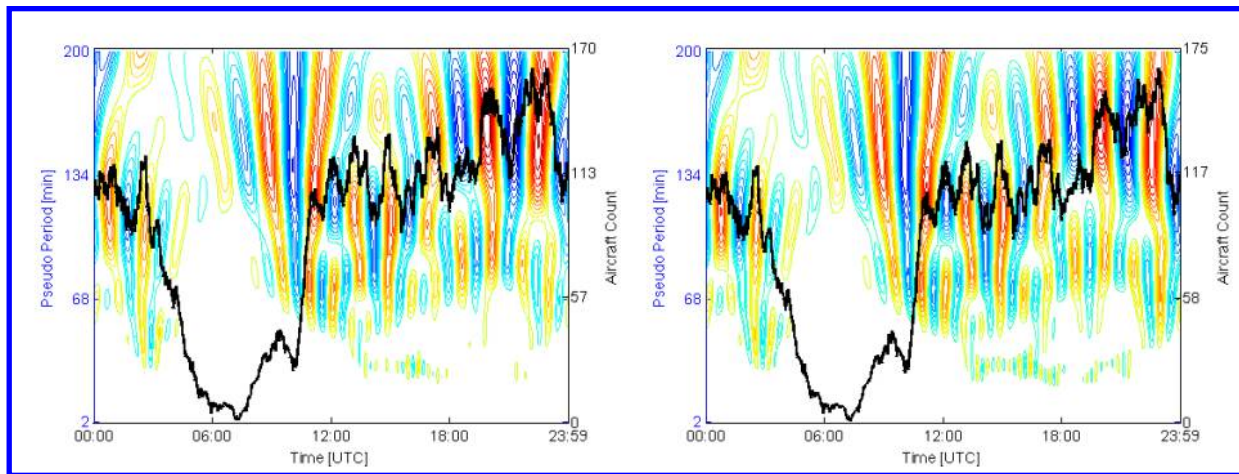 200
134
68
2
Pseudo Period [min]
170
113
57
0
Aircraft Count
00:00 06:00 12:00 18:00 23:59
Time [UTC]
200
134
68
2
Pseudo Period [min]
175
117
58
0
Aircraft Count
00:00 06:00 12:00 18:00 23:59
Time [UTC]